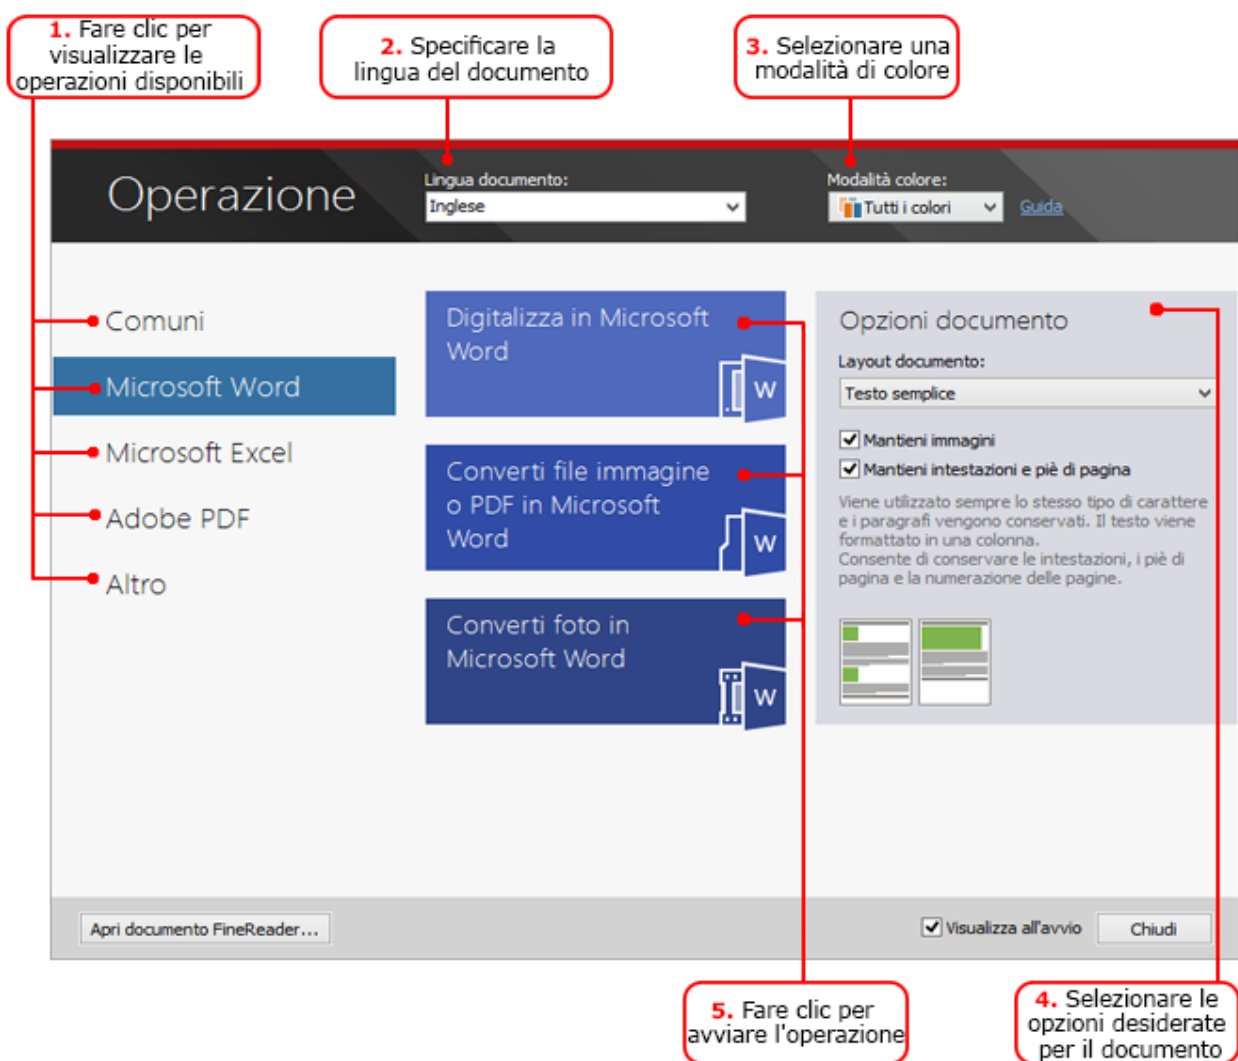 1. Fare clic per
visualizzare le
operazioni disponibili
2. Specificare la
lingua del documento
3. Selezionare una
modalità di colore
Operazione
Lingua documento:
Inglese
Modalità colore:
Tutti i colori
Guida
Comuni
Microsoft Word
Microsoft Excel
Adobe PDF
Altro
Digitalizza in Microsoft
Word
W
Converti file immagine
o PDF in Microsoft
Word
W
Converti foto in
Microsoft Word
W
Opzioni documento
Layout documento:
Testo semplice
Mantieni immagini
Mantieni intestazioni e piè di pagina
Viene utilizzato sempre lo stesso tipo di carattere
e i paragrafi vengono conservati. Il testo viene
formattato in una colonna.
Consente di conservare le intestazioni, i piè di
pagina e la numerazione delle pagine.
Apri documento FineReader...
Visualizza all'avvio
Chiudi
5. Fare clic per
avviare l'operazione
4. Selezionare le
opzioni desiderate
per il documento